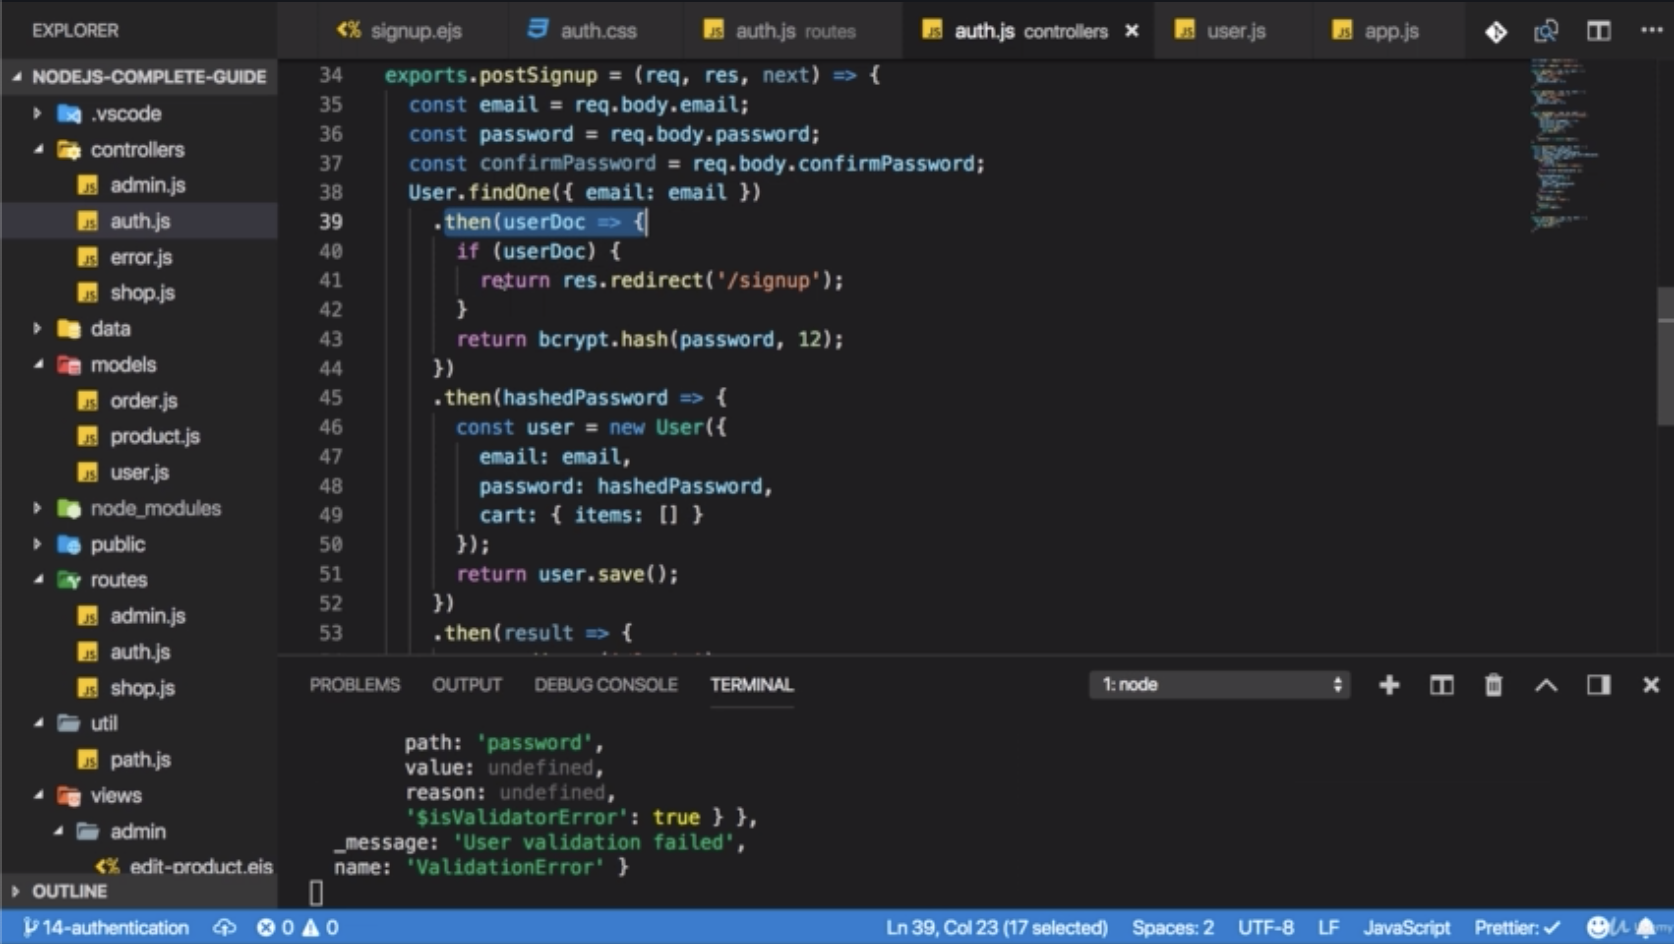 EXPLORER
signup.ejs
auth.css
auth.js routes
auth.js controllers
user.js
app.js
NODEJS-COMPLETE-GUIDE
.vscode
controllers
admin.js
auth.js
error.js
shop.js
data
models
order.js
product.js
user.js
node_modules
public
routes
admin.js
auth.js
shop.js
util
path.js
views
admin
edit-product.ejs
OUTLINE
34 exports.postSignup = (req, res, next) => {
35 const email = req.body.email;
36 const password = req.body.password;
37 const confirmPassword = req.body.confirmPassword;
38 User.findOne({ email: email })
39 .then(userDoc => {
40 if (userDoc) {
41 return res.redirect('/signup');
42 }
43 return bcrypt.hash(password, 12);
44 })
45 .then(hashedPassword => {
46 const user = new User({
47 email: email,
48 password: hashedPassword,
49 cart: { items: [] }
50 });
51 return user.save();
52 })
53 .then(result => {
PROBLEMS OUTPUT DEBUG CONSOLE TERMINAL
1: node
path: 'password',
value: undefined,
reason: undefined,
'$isValidatorError': true } },
_message: 'User validation failed',
name: 'ValidationError' }
14-authentication 0 0 Ln 39, Col 23 (17 selected) Spaces: 2 UTF-8 LF JavaScript Prettier: ✓